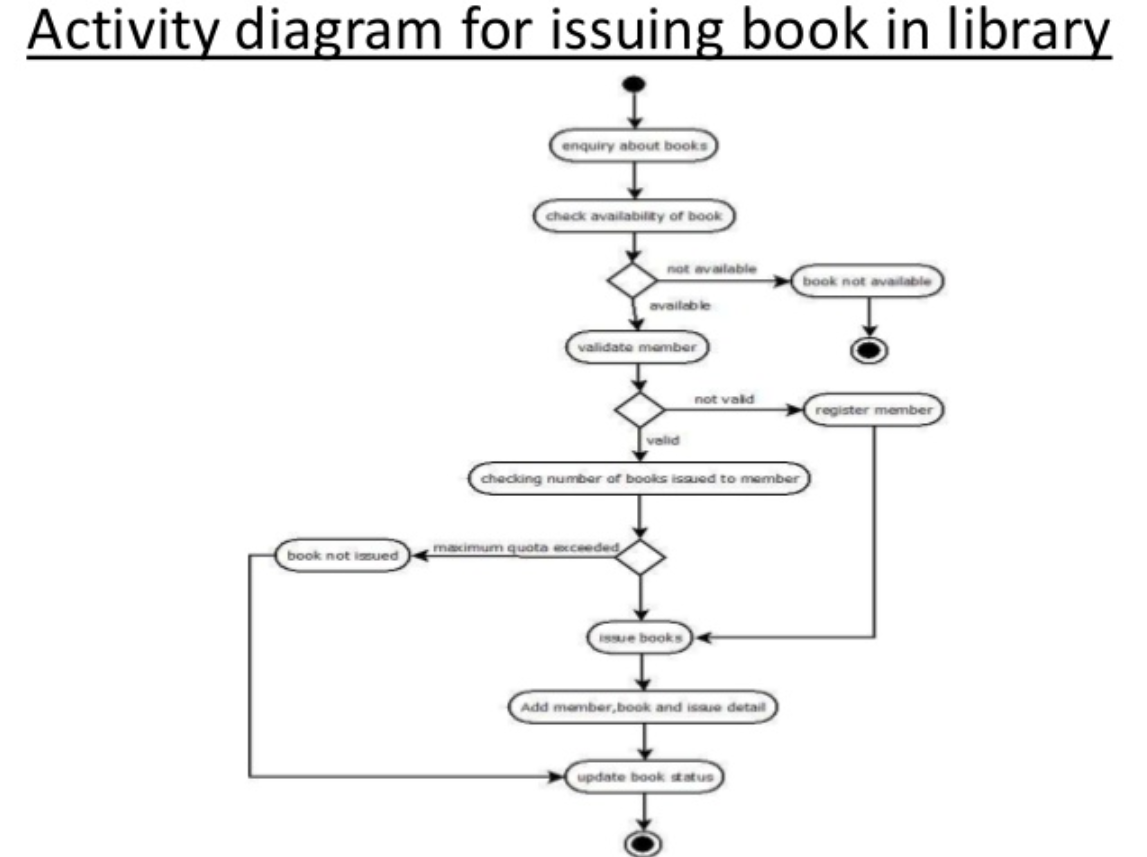 Activity diagram for issuing book in library
enquiry about books
check availability of book
not available
book not available
available
validate member
not valid
register member
valid
checking number of books issued to member
maximum quota exceeded
book not issued
issue books
Add member,book and issue detail
update book status